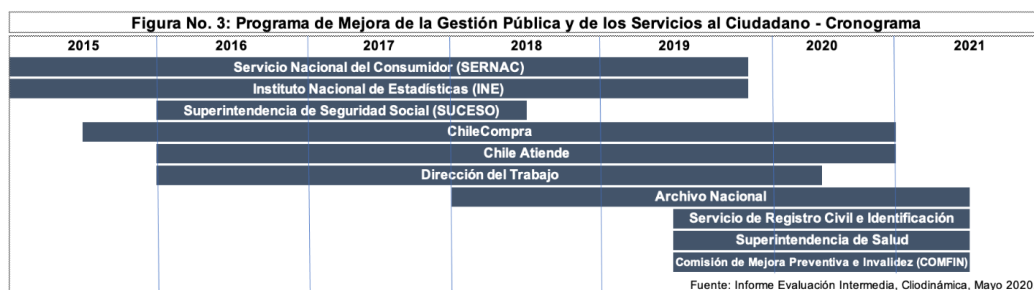 Figura No. 3: Programa de Mejora de la Gestión Pública y de los Servicios al Ciudadano - Cronograma
2015 2016 2017 2018 2019 2020 2021
Servicio Nacional del Consumidor (SERNAC)
Instituto Nacional de Estadísticas (INE)
Superintendencia de Seguridad Social (SUCESO)
ChileCompra
Chile Atiende
Dirección del Trabajo
Archivo Nacional
Servicio de Registro Civil e Identificación
Superintendencia de Salud
Comisión de Mejora Preventiva e Invalidez (COMFIN)
Fuente: Informe Evaluación Intermedia, Cliodinámica, Mayo 2020